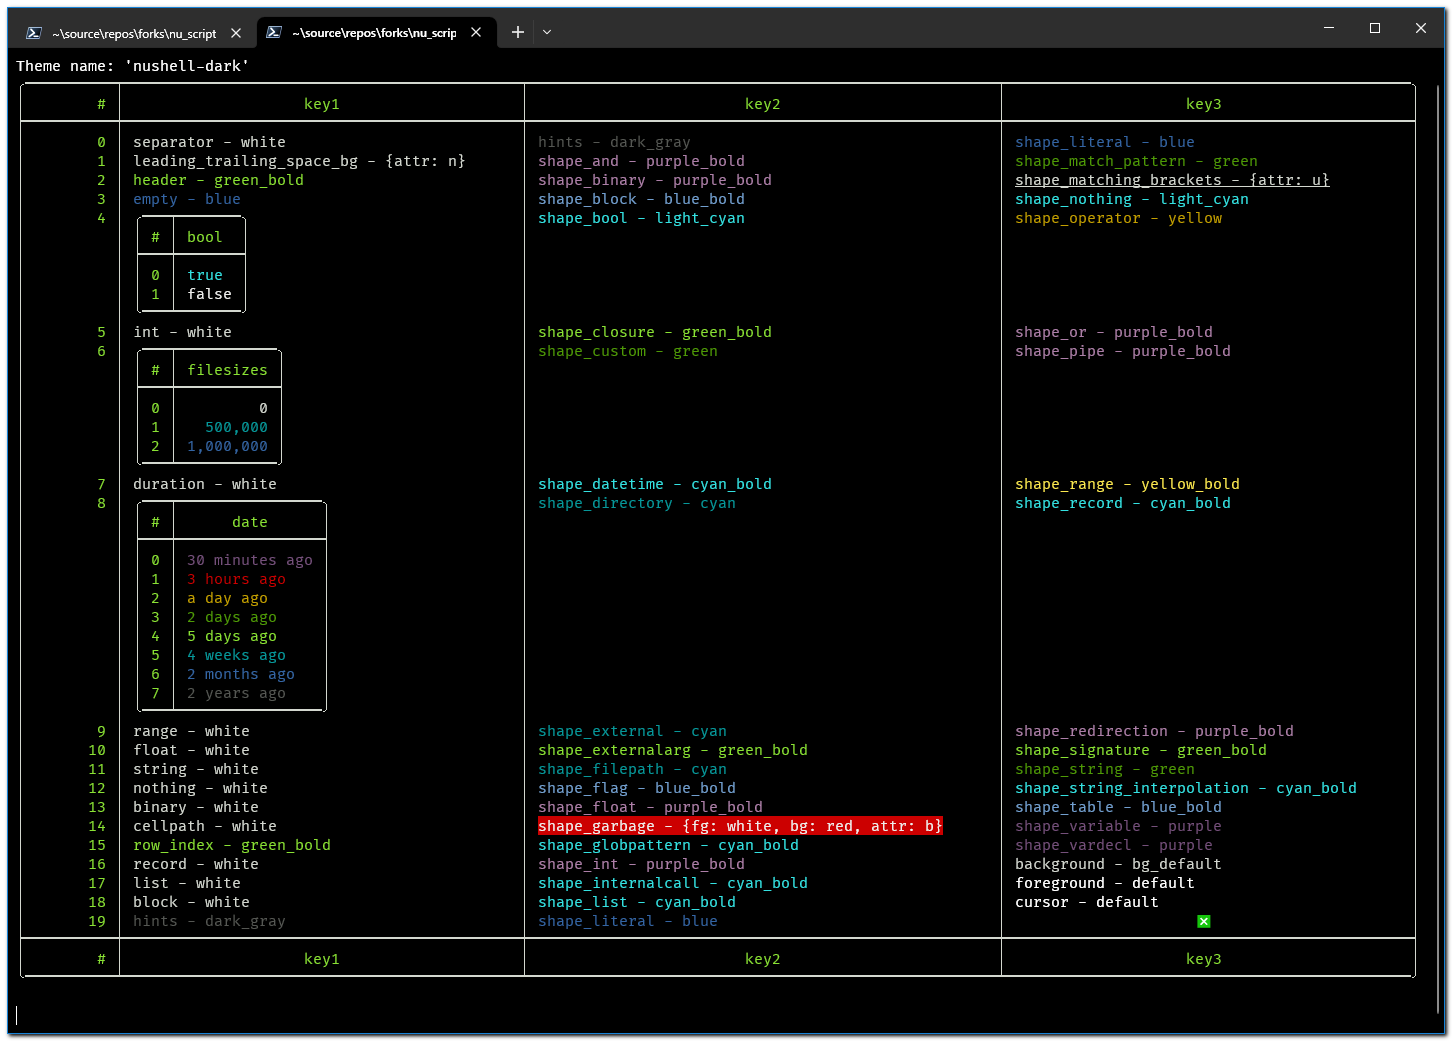 ~\source\repos\forks\nu_script ~\source\repos\forks\nu_scrip
Theme name: 'nushell-dark'
# key1 key2 key3
0 separator - white hints - dark_gray shape_literal - blue
1 leading_trailing_space_bg - {attr: n} shape_and - purple_bold shape_match_pattern - green
2 header - green_bold shape_binary - purple_bold shape_matching_brackets - {attr: u}
3 empty - blue shape_block - blue_bold shape_nothing - light_cyan
4 shape_bool - light_cyan shape_operator - yellow
# bool
0 true
1 false
5 int - white shape_closure - green_bold shape_or - purple_bold
6 shape_custom - green shape_pipe - purple_bold
# filesizes
0 0
1 500,000
2 1,000,000
7 duration - white shape_datetime - cyan_bold shape_range - yellow_bold
8 shape_directory - cyan shape_record - cyan_bold
# date
0 30 minutes ago
1 3 hours ago
2 a day ago
3 2 days ago
4 5 days ago
5 4 weeks ago
6 2 months ago
7 2 years ago
9 range - white shape_external - cyan shape_redirection - purple_bold
10 float - white shape_externalarg - green_bold shape_signature - green_bold
11 string - white shape_filepath - cyan shape_string - green
12 nothing - white shape_flag - blue_bold shape_string_interpolation - cyan_bold
13 binary - white shape_float - purple_bold shape_table - blue_bold
14 cellpath - white shape_garbage - {fg: white, bg: red, attr: b} shape_variable - purple
15 row_index - green_bold shape_globpattern - cyan_bold shape_vardecl - purple
16 record - white shape_int - purple_bold background - bg_default
17 list - white shape_internalcall - cyan_bold foreground - default
18 block - white shape_list - cyan_bold cursor - default
19 hints - dark_gray shape_literal - blue ❎
# key1 key2 key3